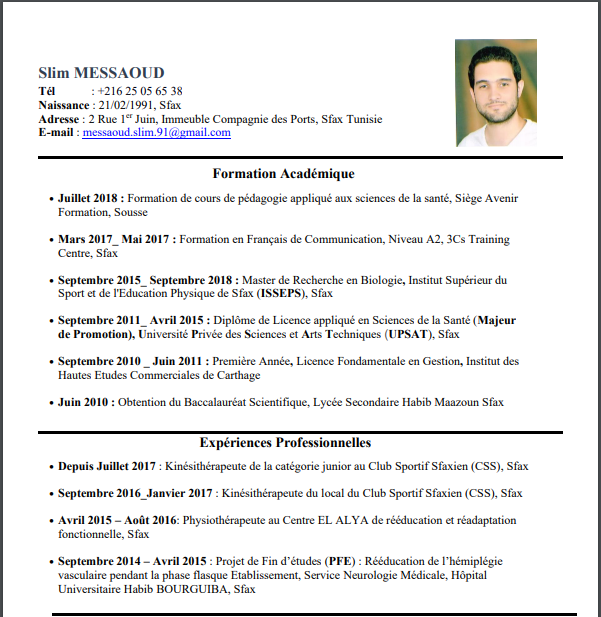 Slim MESSAOUD
Tél : +216 25 05 65 38
Naissance : 21/02/1991, Sfax
Adresse : 2 Rue 1er Juin, Immeuble Compagnie des Ports, Sfax Tunisie
E-mail : messaoud.slim.91@gmail.com
Formation Académique
• Juillet 2018 : Formation de cours de pédagogie appliqué aux sciences de la santé, Siège Avenir
Formation, Sousse
• Mars 2017_ Mai 2017 : Formation en Français de Communication, Niveau A2, 3Cs Training
Centre, Sfax
• Septembre 2015_ Septembre 2018 : Master de Recherche en Biologie, Institut Supérieur du
Sport et de l'Education Physique de Sfax (ISSEPS), Sfax
• Septembre 2011_ Avril 2015 : Diplôme de Licence appliqué en Sciences de la Santé (Majeur
de Promotion), Université Privée des Sciences et Arts Techniques (UPSAT), Sfax
• Septembre 2010 _ Juin 2011 : Première Année, Licence Fondamentale en Gestion, Institut des
Hautes Etudes Commerciales de Carthage
• Juin 2010 : Obtention du Baccalauréat Scientifique, Lycée Secondaire Habib Maazoun Sfax
Expériences Professionnelles
• Depuis Juillet 2017 : Kinésithérapeute de la catégorie junior au Club Sportif Sfaxien (CSS), Sfax
• Septembre 2016_Janvier 2017 : Kinésithérapeute du local du Club Sportif Sfaxien (CSS), Sfax
• Avril 2015 – Août 2016: Physiothérapeute au Centre EL ALYA de rééducation et réadaptation
fonctionnelle, Sfax
• Septembre 2014 – Avril 2015 : Projet de Fin d’études (PFE) : Rééducation de l’hémiplégie
vasculaire pendant la phase flasque Etablissement, Service Neurologie Médicale, Hôpital
Universitaire Habib BOURGUIBA, Sfax